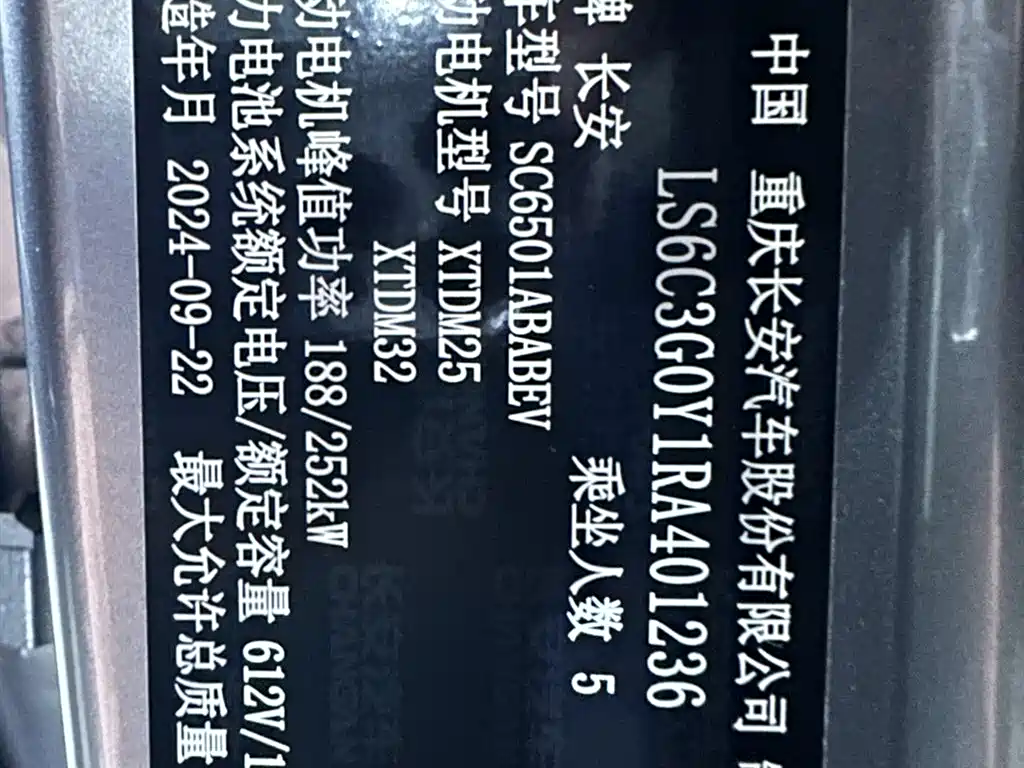 中国 重庆长安汽车股份有限公司
LS6C3G0Y1RA401236
牌 长安 乘坐人数 5
车型号 SC6501ABABEV
动电机型号 XTDM25
XTDM32
动电机峰值功率 188/252kW
力电池系统额定电压/额定容量 612V/1
造年月 2024-09-22 最大允许总质量